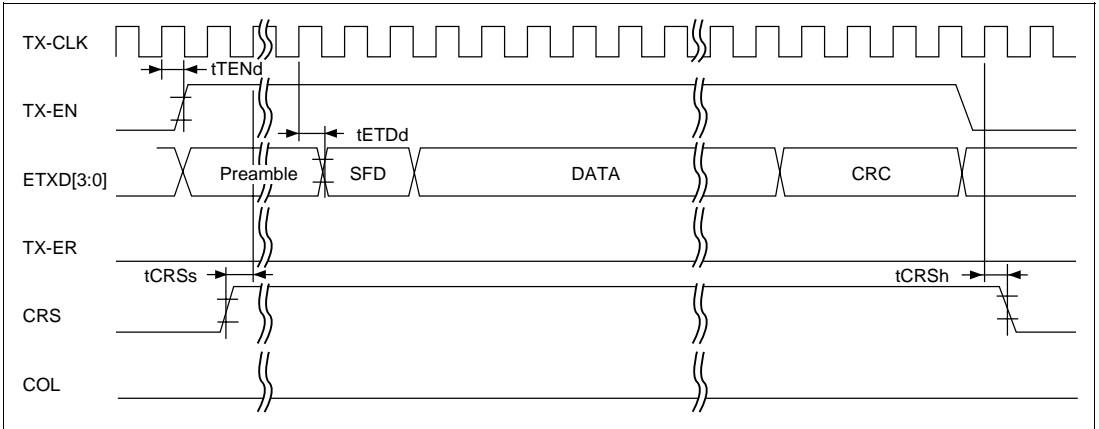 TX-CLK
tTENd
TX-EN
tETDd
ETXD[3:0]
Preamble
SFD
DATA
CRC
TX-ER
tCRSs
tCRSh
CRS
COL